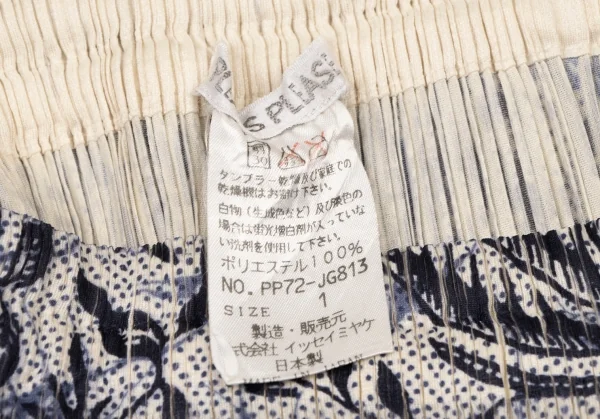 PLEASE
タンブラー乾燥及び家庭での
乾燥機はお避け下さい。
白物（生成色など）及び淡色の
場合は蛍光増白剤が入っていな
い洗剤を使用して下さい。
ポリエステル100%
NO. PP72-JG813
SIZE 1
製造・販売元
株式会社 イッセイミヤケ
日本製